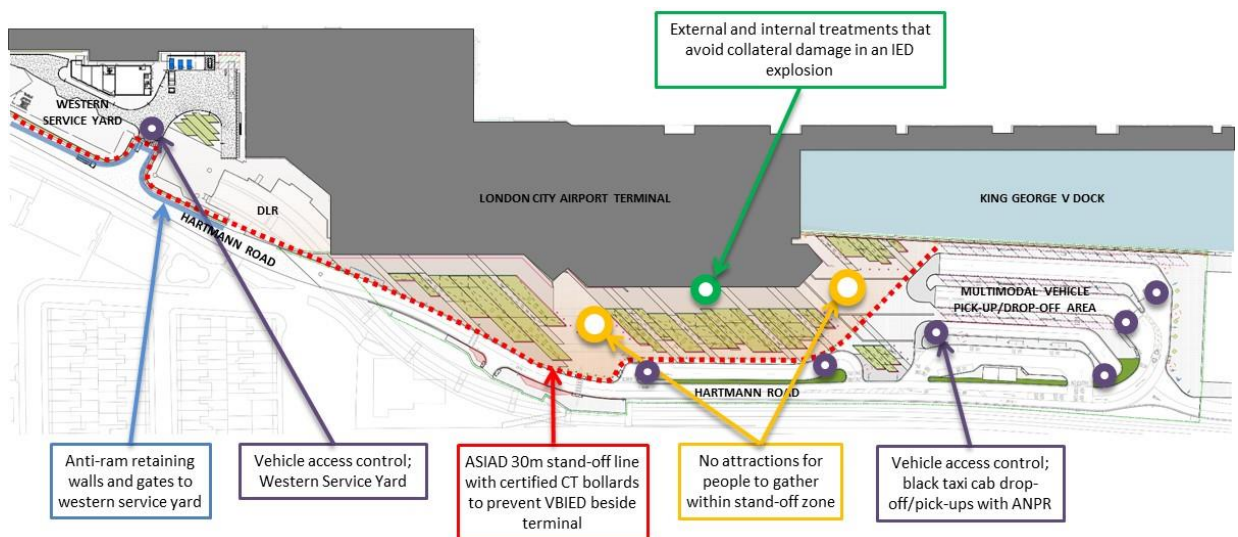 External and internal treatments that
avoid collateral damage in an IED
explosion
WESTERN
SERVICE YARD
LONDON CITY AIRPORT TERMINAL
KING GEORGE V DOCK
DLR
HARTMANN ROAD
MULTIMODAL VEHICLE
PICK-UP/DROP-OFF AREA
HARTMANN ROAD
Anti-ram retaining
walls and gates to
western service yard
Vehicle access control;
Western Service Yard
ASIAD 30m stand-off line
with certified CT bollards
to prevent VBIED beside
terminal
No attractions for
people to gather
within stand-off zone
Vehicle access control;
black taxi cab drop-
off/pick-ups with ANPR